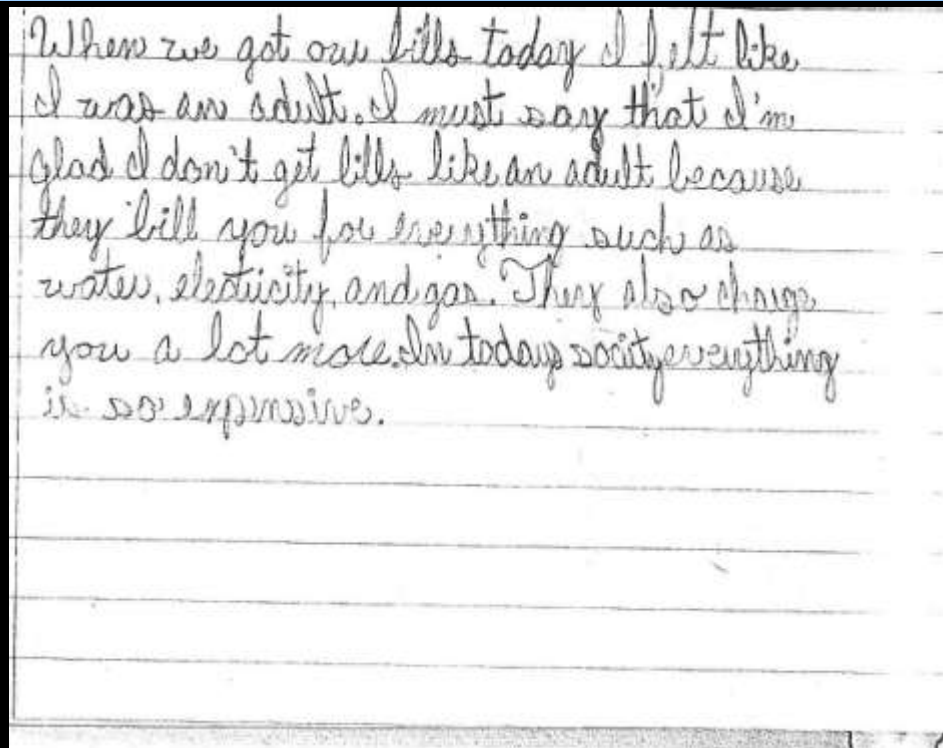 When we got our bills today I felt like
I was an adult. I must say that I'm
glad I don't get bills like an adult because
they bill you for everything such as
water, electricity, and gas. They also charge
you a lot more. In todays socity everything
is so expensive.